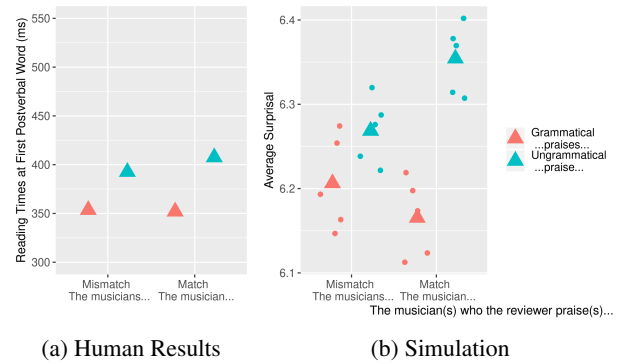 Reading Times at First Postverbal Word (ms)
550
500
450
400
350
300
Mismatch
The musicians...
Match
The musician...
(a) Human Results
Average Surprisal
6.4
6.3
6.2
6.1
Mismatch
The musicians...
Match
The musician...
The musician(s) who the reviewer praise(s)...
(b) Simulation
Grammatical
...praises...
Ungrammatical
...praise...